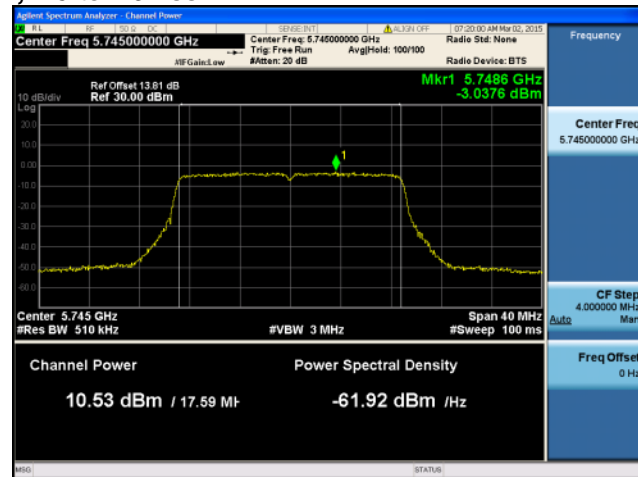 Agilent Spectrum Analyzer - Channel Power
RL RF 50 Ω DC SENSE:INT ALIGN OFF 07:20:00 AM Mar 02, 2015
Center Freq 5.745000000 GHz Center Freq: 5.745000000 GHz Radio Std: None
Trig: Free Run Avg|Hold: 100/100
#IFGain:Low #Atten: 20 dB Radio Device: BTS
Frequency
Ref Offset 13.81 dB Mkr1 5.7486 GHz
10 dB/div Ref 30.00 dBm -3.0376 dBm
Log
20.0
10.0
0.00
-10.0
-20.0
-30.0
-40.0
-50.0
-60.0
1
Center 5.745 GHz Span 40 MHz
#Res BW 510 kHz #VBW 3 MHz #Sweep 100 ms
Channel Power Power Spectral Density
10.53 dBm / 17.59 MH -61.92 dBm /Hz
Center Freq
5.745000000 GHz
CF Step
4.000000 MHz
Auto Man
Freq Offset
0 Hz
MSG STATUS